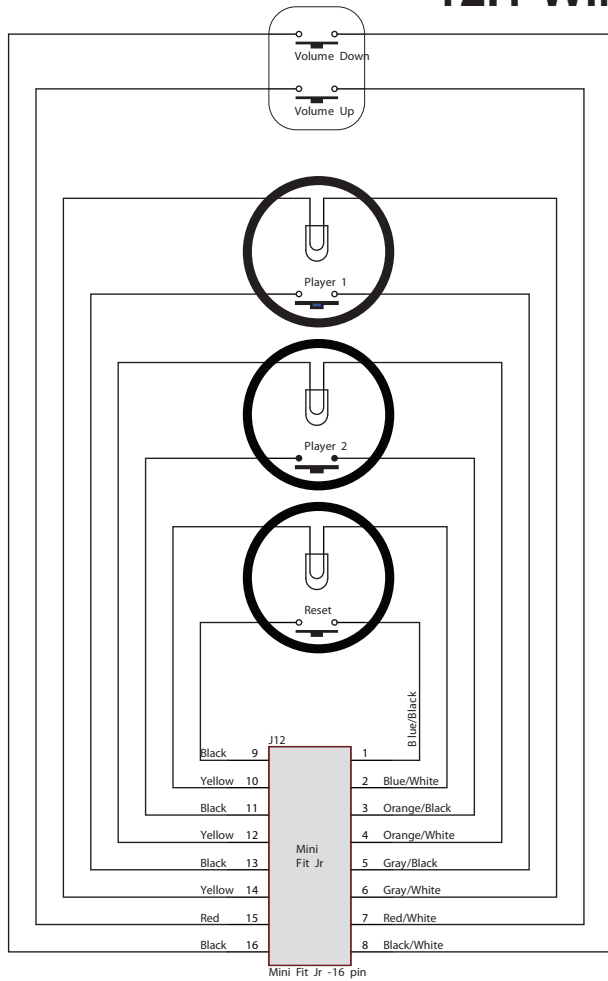 Volume Down
Volume Up
Player 1
Player 2
Reset
Blue/Black
J12
Black 9 1
Yellow 10 2 Blue/White
Black 11 3 Orange/Black
Yellow 12 4 Orange/White
Mini
Fit Jr
Black 13 5 Gray/Black
Yellow 14 6 Gray/White
Red 15 7 Red/White
Black 16 8 Black/White
Mini Fit Jr -16 pin